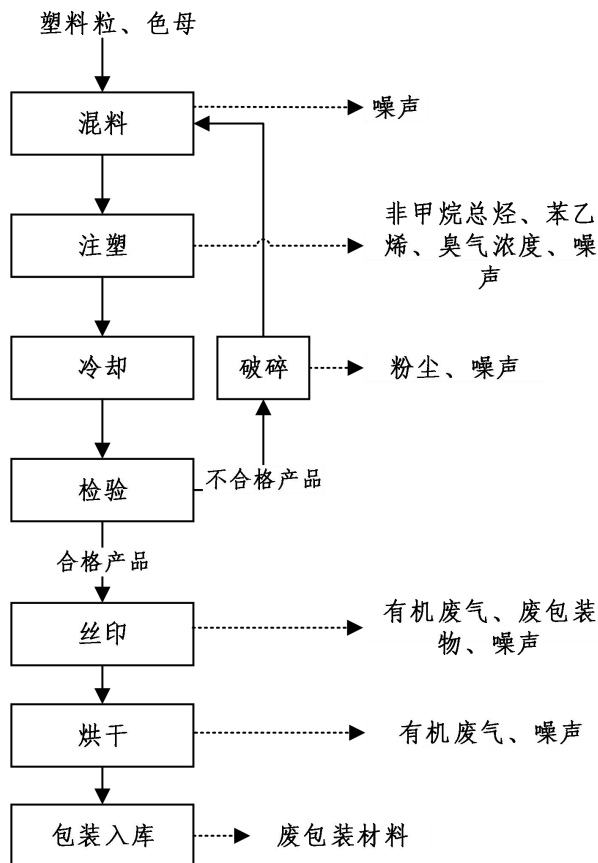 塑料粒、色母
混料
噪声
注塑
非甲烷总烃、苯乙
烯、臭气浓度、噪
声
冷却
破碎
粉尘、噪声
检验
不合格产品
合格产品
丝印
有机废气、废包装
物、噪声
烘干
有机废气、噪声
包装入库
废包装材料